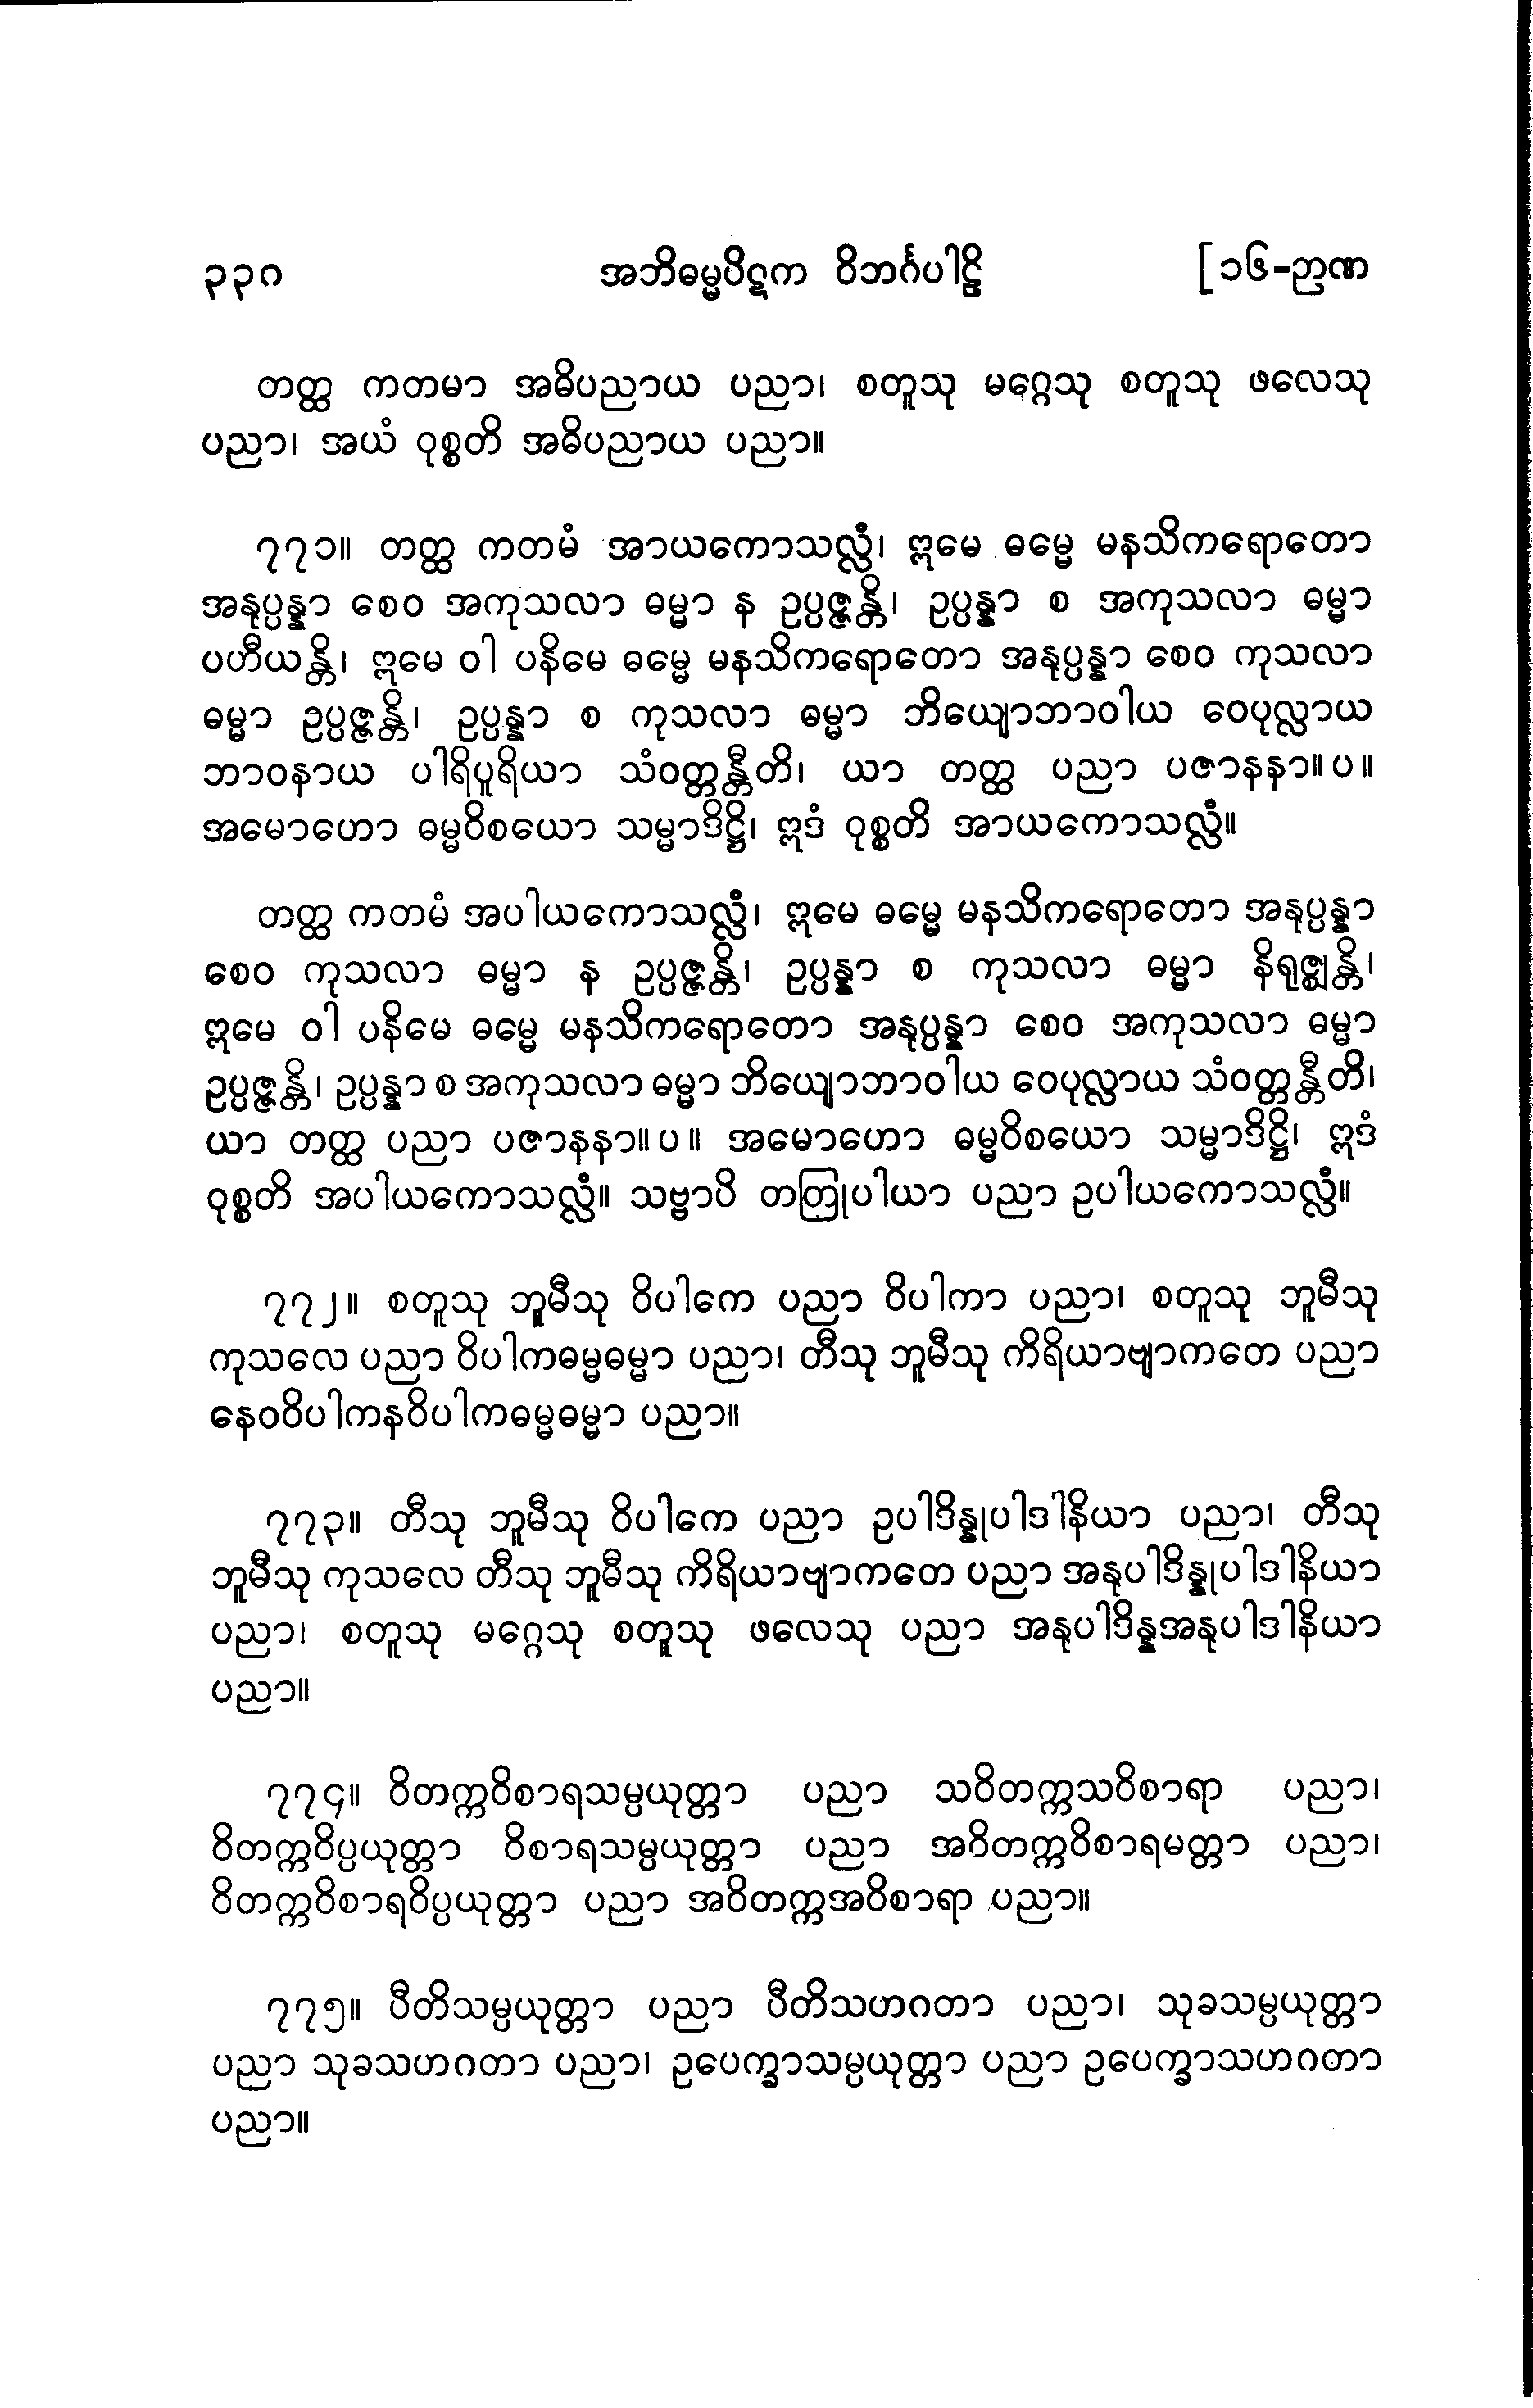 ၃၃၈ အဘိဓမ္မပိဋက ဝိဘင်္ဂပါဠိ [၁၆-ဉာဏ
တတ္ထ ကတမာ အဓိပညာယ ပညာ၊ စတူသု မဂ္ဂေသု စတူသု ဖလေသု
ပညာ၊ အယံ ဝုစ္စတိ အဓိပညာယ ပညာ။
၇၇၁။ တတ္ထ ကတမံ အာယကောသလ္လံ၊ ဣမေ ဓမ္မေ မနသိကရောတော
အနုပ္ပန္နာ စေဝ အကုသလာ ဓမ္မာ န ဥပ္ပဇ္ဇန္တိ၊ ဥပ္ပန္နာ စ အကုသလာ ဓမ္မာ
ပဟီယန္တိ၊ ဣမေ ဝါ ပနိမေ ဓမ္မေ မနသိကရောတော အနုပ္ပန္နာ စေဝ ကုသလာ
ဓမ္မာ ဥပ္ပဇ္ဇန္တိ၊ ဥပ္ပန္နာ စ ကုသလာ ဓမ္မာ ဘိယျောဘာဝါယ ဝေပုလ္လာယ
ဘာဝနာယ ပါရိပူရိယာ သံဝတ္တန္တီတိ၊ ယာ တတ္ထ ပညာ ပဇာနနာ။ပ။
အမောဟော ဓမ္မဝိစယော သမ္မာဒိဋ္ဌိ၊ ဣဒံ ဝုစ္စတိ အာယကောသလ္လံ။
တတ္ထ ကတမံ အပါယကောသလ္လံ၊ ဣမေ ဓမ္မေ မနသိကရောတော အနုပ္ပန္နာ
စေဝ ကုသလာ ဓမ္မာ န ဥပ္ပဇ္ဇန္တိ၊ ဥပ္ပန္နာ စ ကုသလာ ဓမ္မာ နိရုဇ္ဈန္တိ၊
ဣမေ ဝါ ပနိမေ ဓမ္မေ မနသိကရောတော အနုပ္ပန္နာ စေဝ အကုသလာ ဓမ္မာ
ဥပ္ပဇ္ဇန္တိ၊ ဥပ္ပန္နာ စ အကုသလာ ဓမ္မာ ဘိယျောဘာဝါယ ဝေပုလ္လာယ သံဝတ္တန္တီတိ၊
ယာ တတ္ထ ပညာ ပဇာနနာ။ပ။ အမောဟော ဓမ္မဝိစယော သမ္မာဒိဋ္ဌိ၊ ဣဒံ
ဝုစ္စတိ အပါယကောသလ္လံ။ သဗ္ဗာပိ တတြုပါယာ ပညာ ဥပါယကောသလ္လံ။
၇၇၂။ စတူသု ဘူမီသု ဝိပါကေ ပညာ ဝိပါကာ ပညာ၊ စတူသု ဘူမီသု
ကုသလေ ပညာ ဝိပါကဓမ္မဓမ္မာ ပညာ၊ တီသု ဘူမီသု ကိရိယာဗျာကတေ ပညာ
နေဝဝိပါကနဝိပါကဓမ္မဓမ္မာ ပညာ။
၇၇၃။ တီသု ဘူမီသု ဝိပါကေ ပညာ ဥပါဒိန္နုပါဒါနိယာ ပညာ၊ တီသု
ဘူမီသု ကုသလေ တီသု ဘူမီသု ကိရိယာဗျာကတေ ပညာ အနုပါဒိန္နုပါဒါနိယာ
ပညာ၊ စတူသု မဂ္ဂေသု စတူသု ဖလေသု ပညာ အနုပါဒိန္နအနုပါဒါနိယာ
ပညာ။
၇၇၄။ ဝိတက္ကဝိစာရသမ္ပယုတ္တာ ပညာ သဝိတက္ကသဝိစာရာ ပညာ၊
ဝိတက္ကဝိပ္ပယုတ္တာ ဝိစာရသမ္ပယုတ္တာ ပညာ အဝိတက္ကဝိစာရမတ္တာ ပညာ၊
ဝိတက္ကဝိစာရဝိပ္ပယုတ္တာ ပညာ အဝိတက္ကအဝိစာရာ ပညာ။
၇၇၅။ ပီတိသမ္ပယုတ္တာ ပညာ ပီတိသဟဂတာ ပညာ၊ သုခသမ္ပယုတ္တာ
ပညာ သုခသဟဂတာ ပညာ၊ ဥပေက္ခာသမ္ပယုတ္တာ ပညာ ဥပေက္ခာသဟဂတာ
ပညာ။